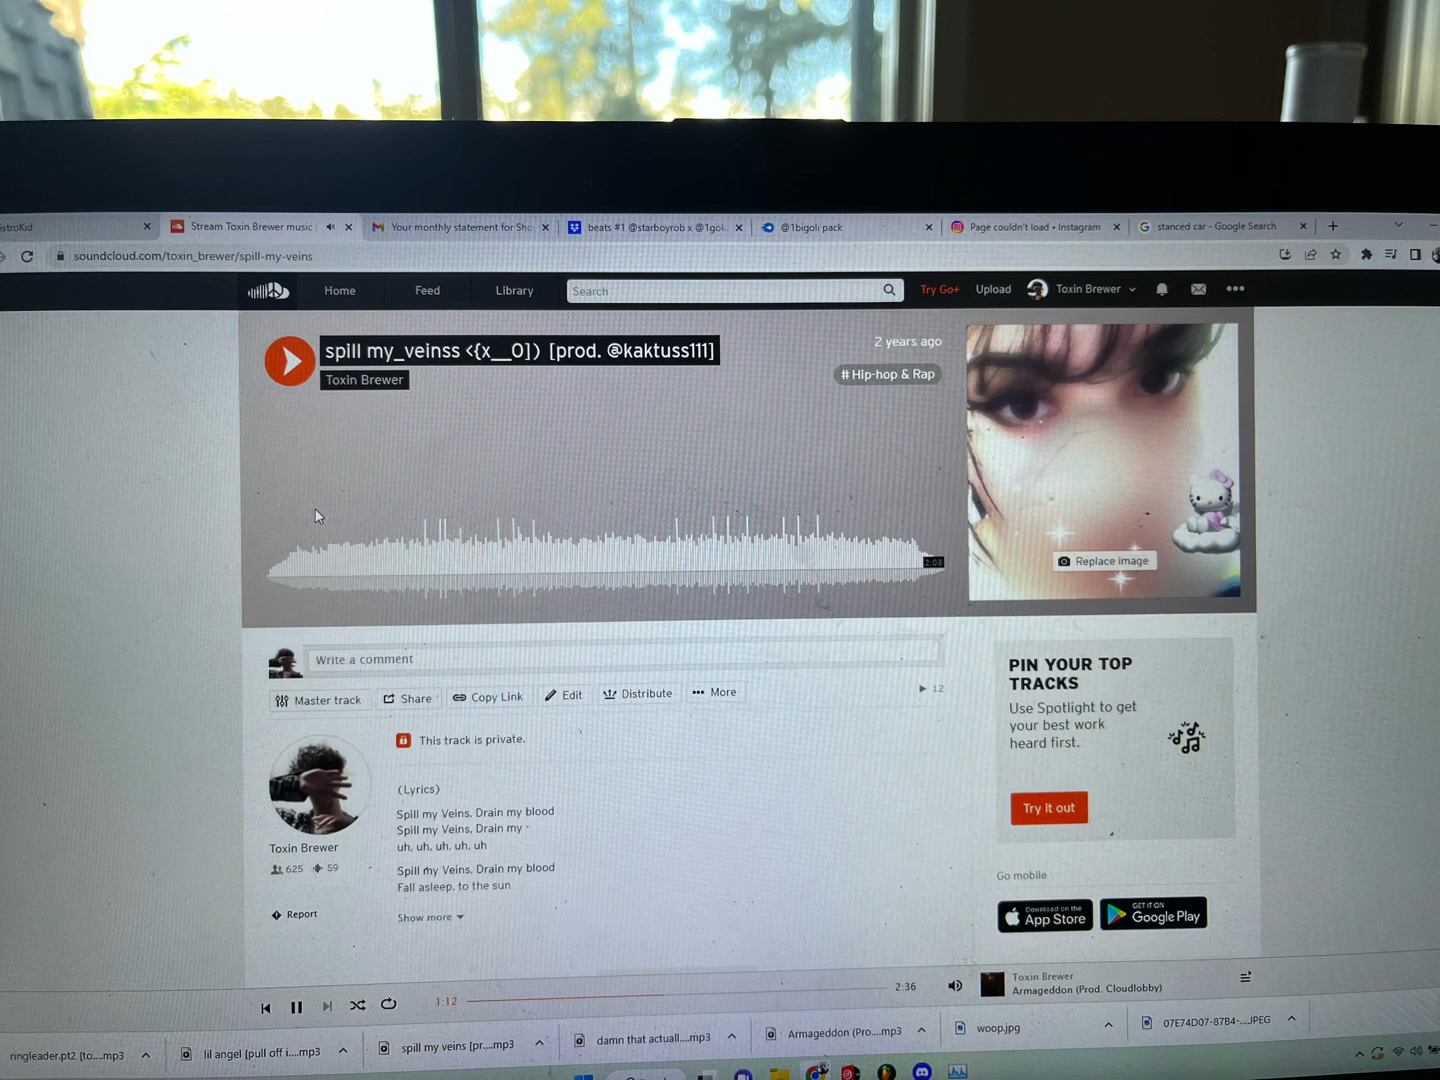 istroKid
Stream Toxin Brewer music
Your monthly statement for Sho
beats #1 @starboyrob x @1gok
@1bigoli pack
Page couldn't load • Instagram
stanced car - Google Search
soundcloud.com/toxin_brewer/spill-my-veins
Home
Feed
Library
Search
Try Go+
Upload
Toxin Brewer
spill my_veinss <{x__O]) [prod. @kaktuss111]
Toxin Brewer
2 years ago
# Hip-hop & Rap
2:08
Replace image
Write a comment
Master track
Share
Copy Link
Edit
Distribute
More
12
This track is private.
(Lyrics)
Spill my Veins, Drain my blood
Spill my Veins, Drain my -
uh, uh, uh, uh, uh
Spill my Veins, Drain my blood
Fall asleep, to the sun
Show more
Toxin Brewer
625 59
Report
PIN YOUR TOP
TRACKS
Use Spotlight to get
your best work
heard first.
Try it out
Go mobile
Download on the
App Store
GET IT ON
Google Play
1:12
2:36
Toxin Brewer
Armageddon (Prod. Cloudlobby)
ringleader.pt2 [to....mp3
lil angel [pull off i....mp3
spill my veins [pr....mp3
damn that actuall....mp3
Armageddon (Pro....mp3
woop.jpg
07E74D07-87B4-...JPEG